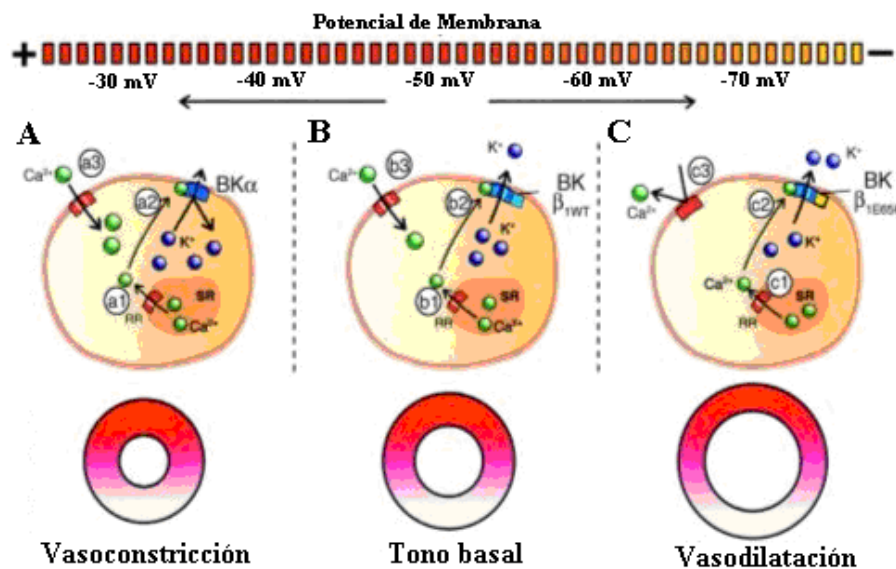 Potencial de Membrana
+ −
-30 mV -40 mV -50 mV -60 mV -70 mV
A B C
Ca²⁺ a3 BKα
a2
K⁺
a1
RR SR
Ca²⁺
K⁺
Ca²⁺ b3 BK
β1WT
b2
K⁺
b1
RR SR
Ca²⁺
K⁺
c3 BK
Ca²⁺ β1E65K
c2
K⁺
Ca²⁺ c1
SR
RR
Vasoconstricción Tono basal Vasodilatación